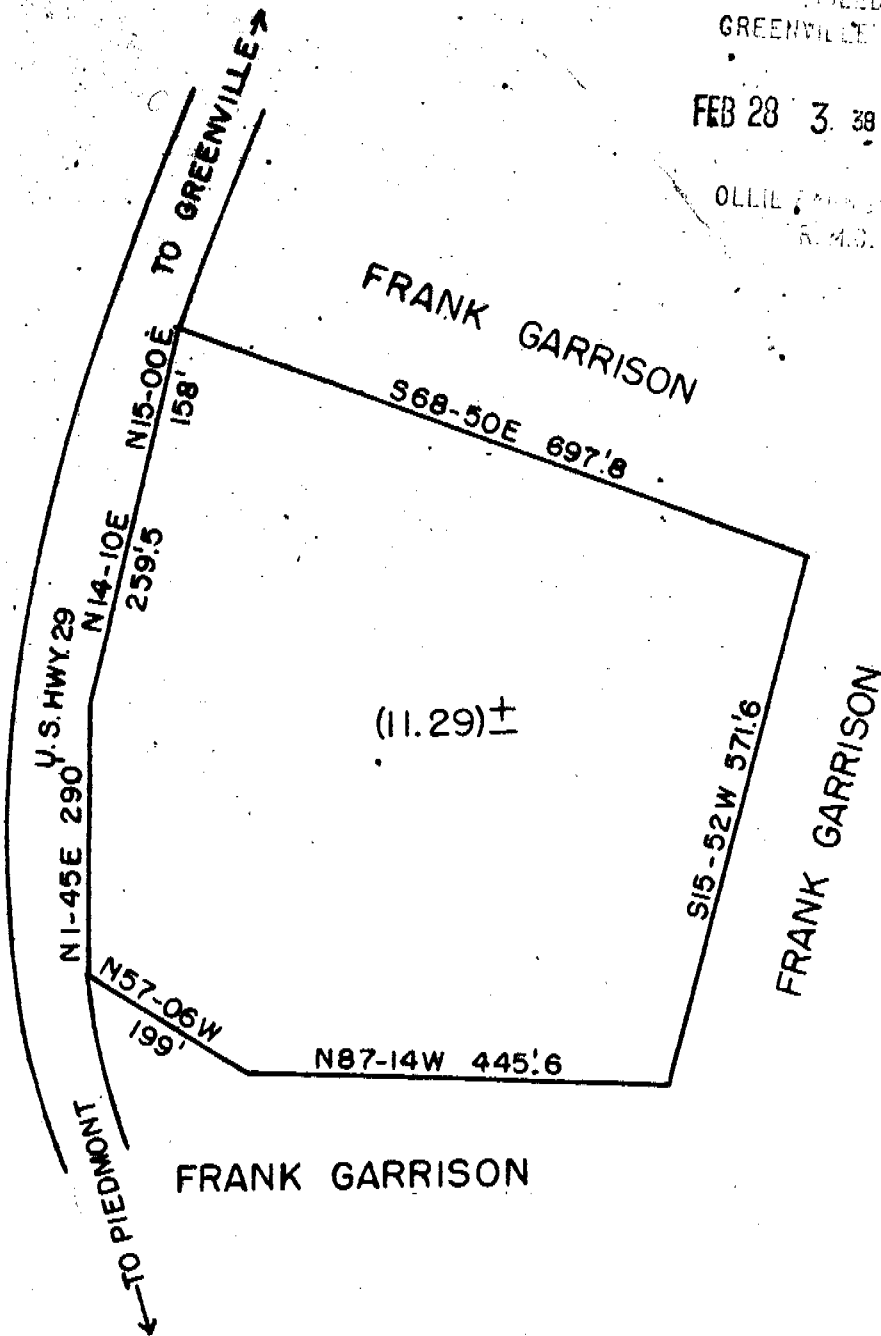 GREENVILLE
FEB 28 3 38
OLLIE
R.M.C.
TO GREENVILLE
FRANK GARRISON
N15-00E
158'
S68-50E 697.'8
N14-10E
259.'5
U.S. HWY. 29
(11.29)±
S15-52W 571.'6
FRANK GARRISON
N1-45E 290'
N57-06W
199'
N87-14W 445.'6
TO PIEDMONT
FRANK GARRISON